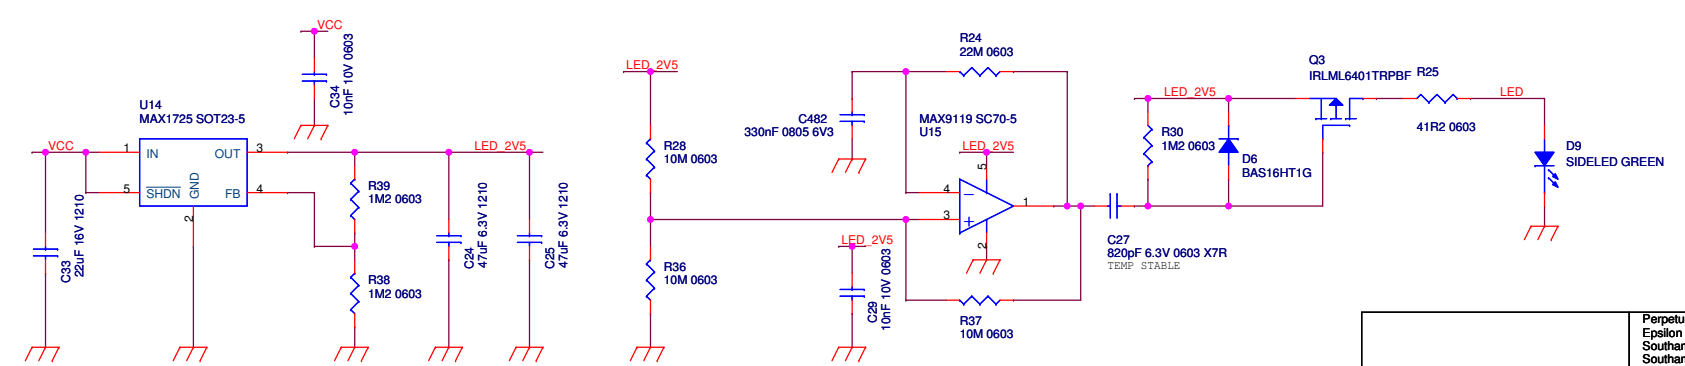 VCC
C34
10nF 10V 0603
U14
MAX1725 SOT23-5
VCC
1
IN
OUT
3
5
SHDN
GND
FB
4
2
LED_2V5
C33
22uF 16V 1210
R39
1M2 0603
R38
1M2 0603
C24
47uF 6.3V 1210
C25
47uF 6.3V 1210
LED_2V5
R28
10M 0603
R36
10M 0603
R24
22M 0603
C482
330nF 0805 6V3
MAX9119 SC70-5
U15
LED_2V5
5
4
3
1
2
LED_2V5
C29
10nF 10V 0603
R37
10M 0603
C27
820pF 6.3V 0603 X7R
TEMP STABLE
LED_2V5
R30
1M2 0603
D6
BAS16HT1G
Q3
IRLML6401TRPBF
R25
41R2 0603
LED
D9
SIDELED GREEN
Perpetu
Epsilon
Southar
Southar